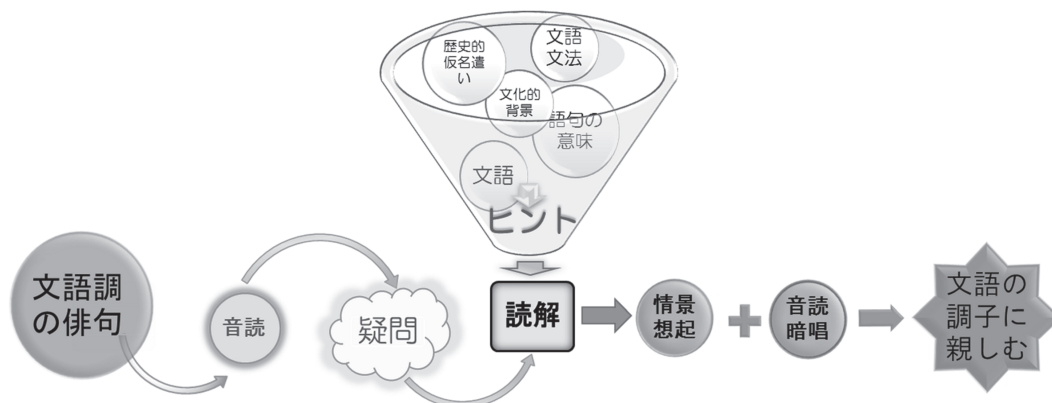 歴史的
仮名遣
い
文語
文法
文化的
背景
語句の
意味
文語
ヒント
文語調
の俳句
音読
疑問
読解
情景
想起
音読
暗唱
文語の
調子に
親しむ